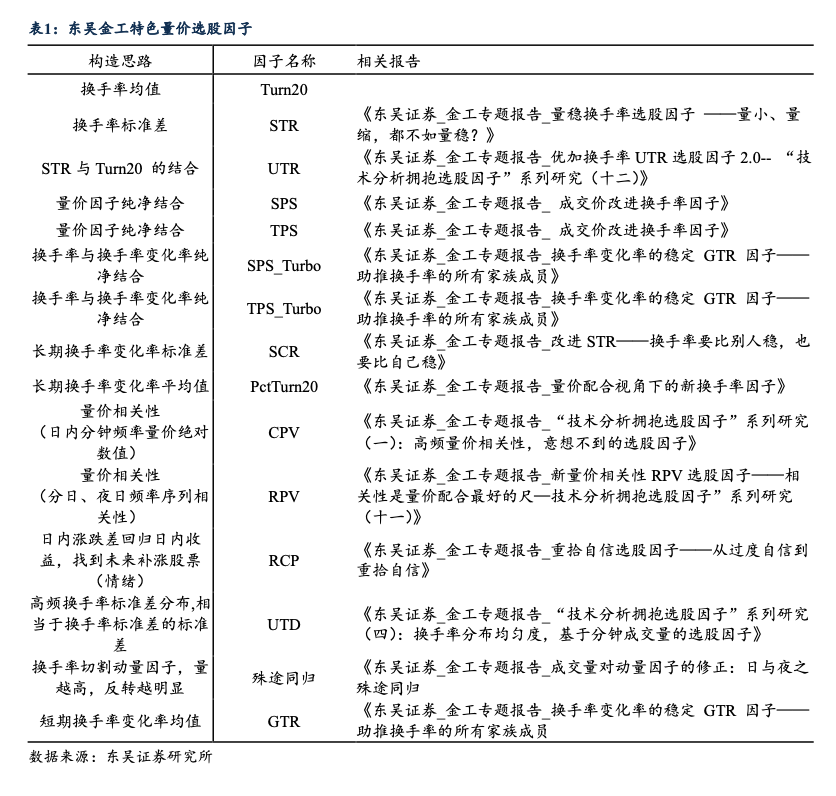 表1：东吴金工特色量价选股因子
构造思路 因子名称 相关报告
换手率均值 Turn20
换手率标准差 STR 《东吴证券_金工专题报告_量稳换手率选股因子 ——量小、量
缩，都不如量稳？》
STR 与 Turn20 的结合 UTR 《东吴证券_金工专题报告_优加换手率 UTR 选股因子 2.0-- “技
术分析拥抱选股因子”系列研究（十二）》
量价因子纯净结合 SPS 《东吴证券_金工专题报告_ 成交价改进换手率因子》
量价因子纯净结合 TPS 《东吴证券_金工专题报告_ 成交价改进换手率因子》
换手率与换手率变化率纯
净结合 SPS_Turbo 《东吴证券_金工专题报告_换手率变化率的稳定 GTR 因子——
助推换手率的所有家族成员》
换手率与换手率变化率纯
净结合 TPS_Turbo 《东吴证券_金工专题报告_换手率变化率的稳定 GTR 因子——
助推换手率的所有家族成员》
长期换手率变化率标准差 SCR 《东吴证券_金工专题报告_改进 STR——换手率要比别人稳，也
要比自己稳》
长期换手率变化率平均值 PctTurn20 《东吴证券_金工专题报告_量价配合视角下的新换手率因子》
量价相关性
（日内分钟频率量价绝对
数值） CPV 《东吴证券_金工专题报告_“技术分析拥抱选股因子”系列研究
（一）：高频量价相关性，意想不到的选股因子》
量价相关性
（分日、夜日频率序列相
关性） RPV 《东吴证券_金工专题报告_新量价相关性 RPV 选股因子——相
关性是量价配合最好的尺—技术分析拥抱选股因子”系列研究
（十一）》
日内涨跌差回归日内收
益，找到未来补涨股票
（情绪） RCP 《东吴证券_金工专题报告_重拾自信选股因子——从过度自信到
重拾自信》
高频换手率标准差分布,相
当于换手率标准差的标准
差 UTD 《东吴证券_金工专题报告_“技术分析拥抱选股因子”系列研究
（四）：换手率分布均匀度，基于分钟成交量的选股因子》
换手率切割动量因子，量
越高，反转越明显 殊途同归 《东吴证券_金工专题报告_成交量对动量因子的修正：日与夜之
殊途同归
短期换手率变化率均值 GTR 《东吴证券_金工专题报告_换手率变化率的稳定 GTR 因子——
助推换手率的所有家族成员
数据来源：东吴证券研究所